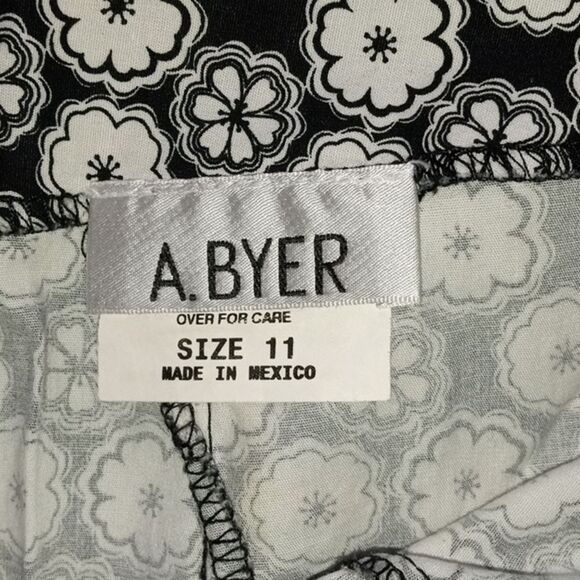 A.BYER
OVER FOR CARE
SIZE 11
MADE IN MEXICO